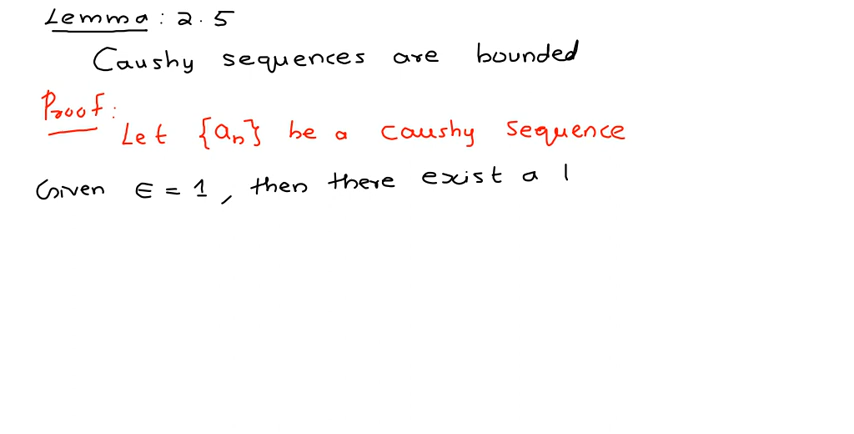 Lemma : 2.5
Caushy sequences are bounded
Proof:
Let {aₙ} be a caushy sequence
Given ∈ = 1, then there exist a